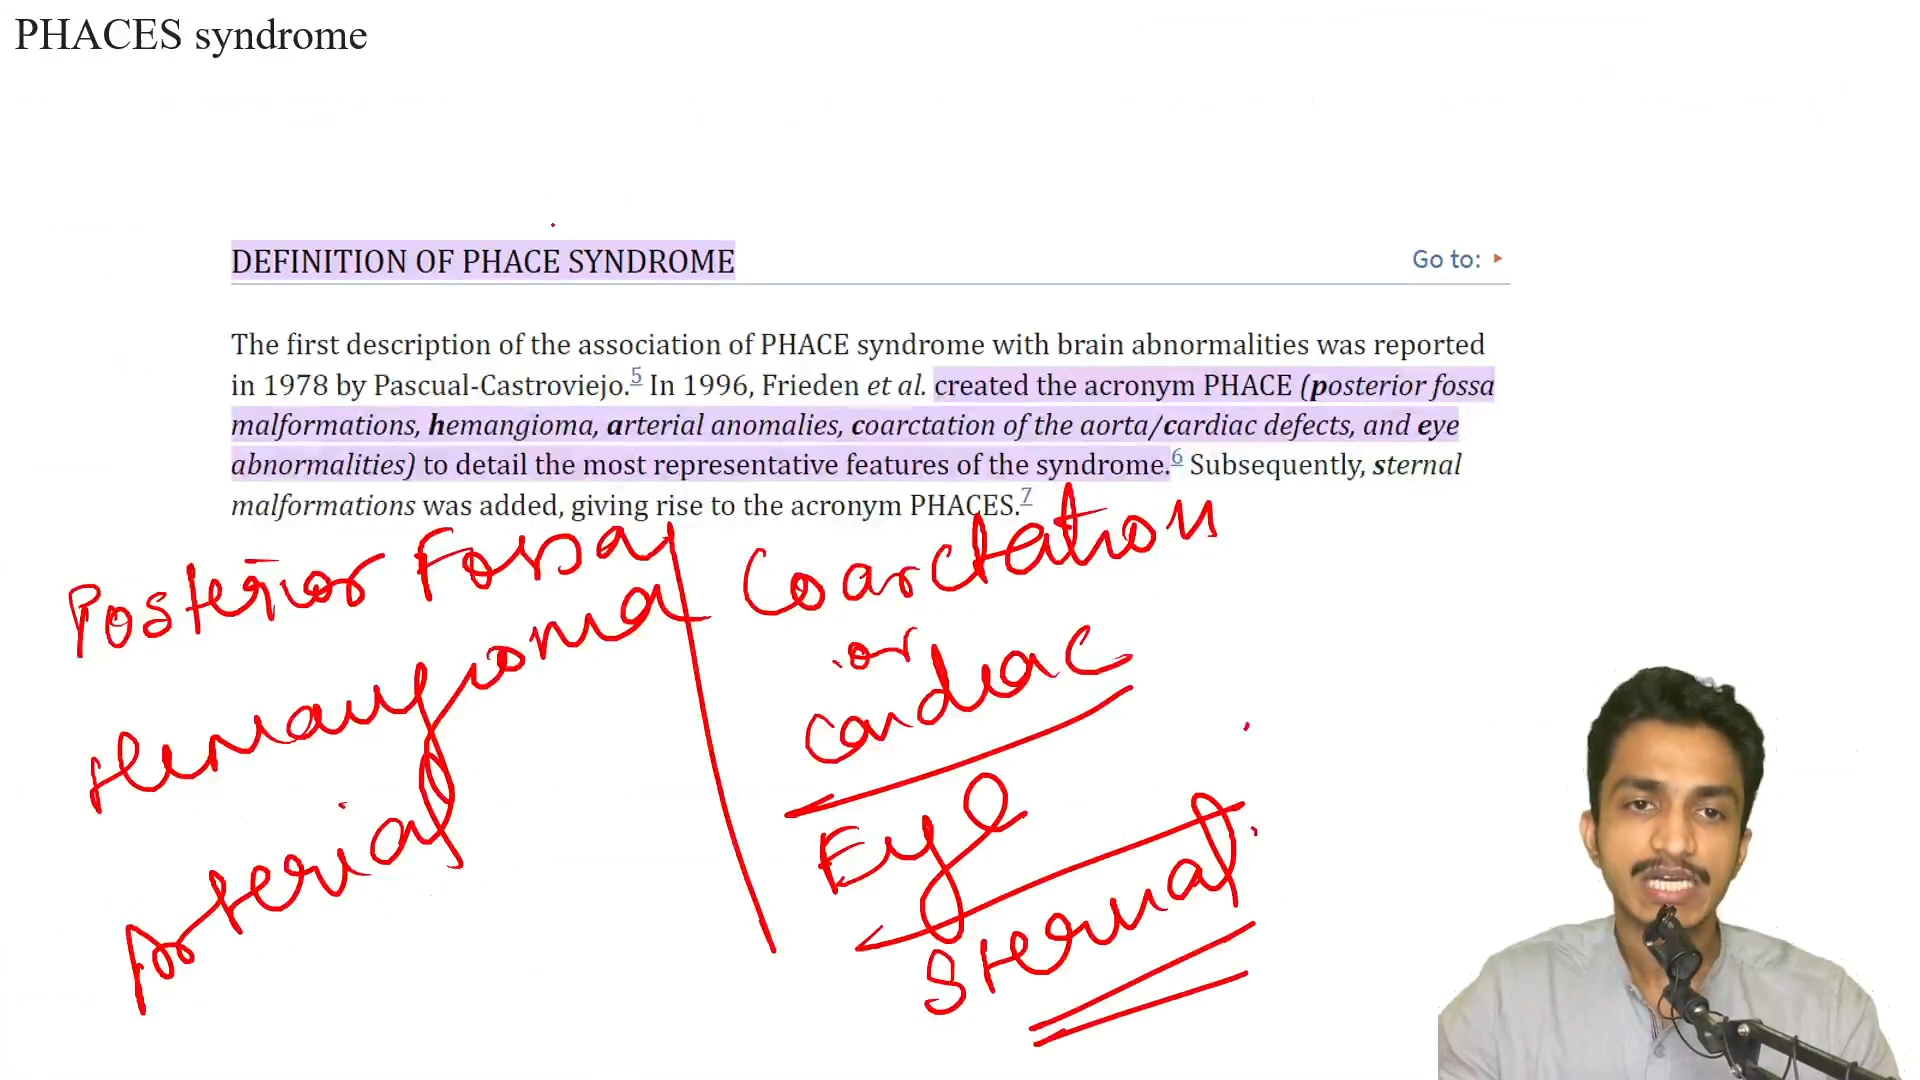 PHACES syndrome
DEFINITION OF PHACE SYNDROME
Go to:
The first description of the association of PHACE syndrome with brain abnormalities was reported
in 1978 by Pascual-Castroviejo.5 In 1996, Frieden et al. created the acronym PHACE (posterior fossa
malformations, hemangioma, arterial anomalies, coarctation of the aorta/cardiac defects, and eye
abnormalities) to detail the most representative features of the syndrome.6 Subsequently, sternal
malformations was added, giving rise to the acronym PHACES.7
Posterior Fossa
Hemangioma
Arterial
Coarctation
or
cardiac
Eye
Sternal